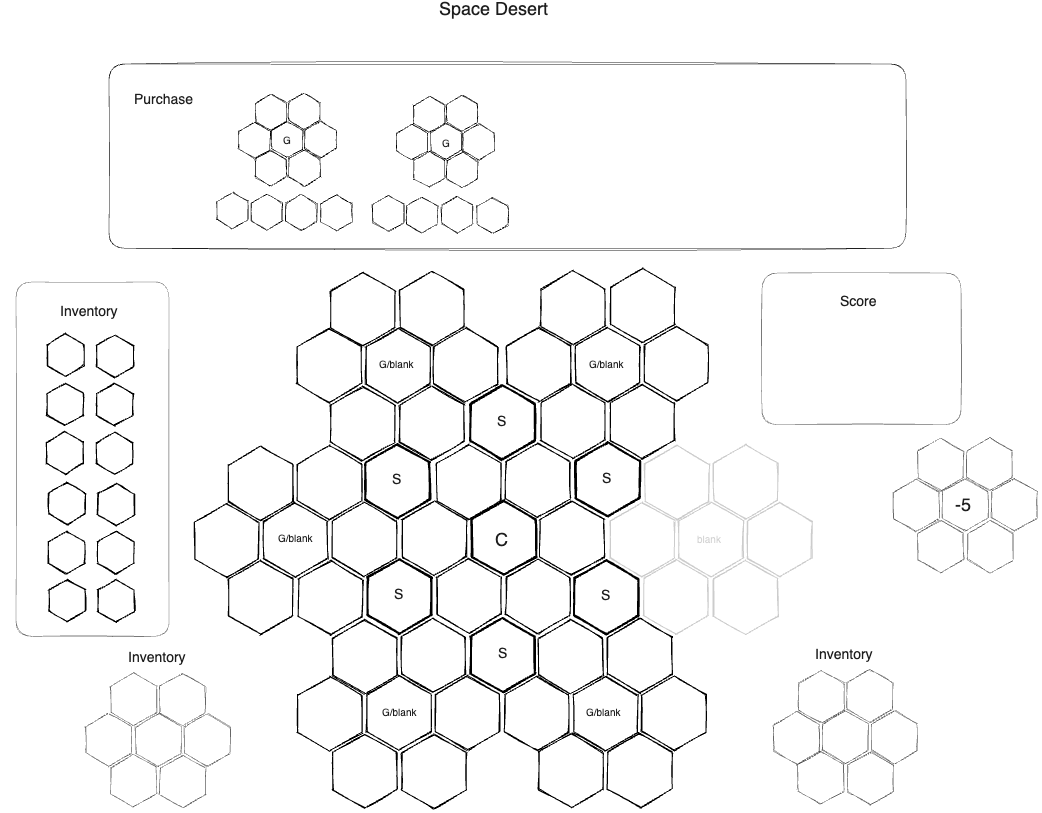 Space Desert
Purchase
G
G
Inventory
Score
G/blank
G/blank
S
S
S
-5
G/blank
C
blank
S
S
S
Inventory
Inventory
G/blank
G/blank